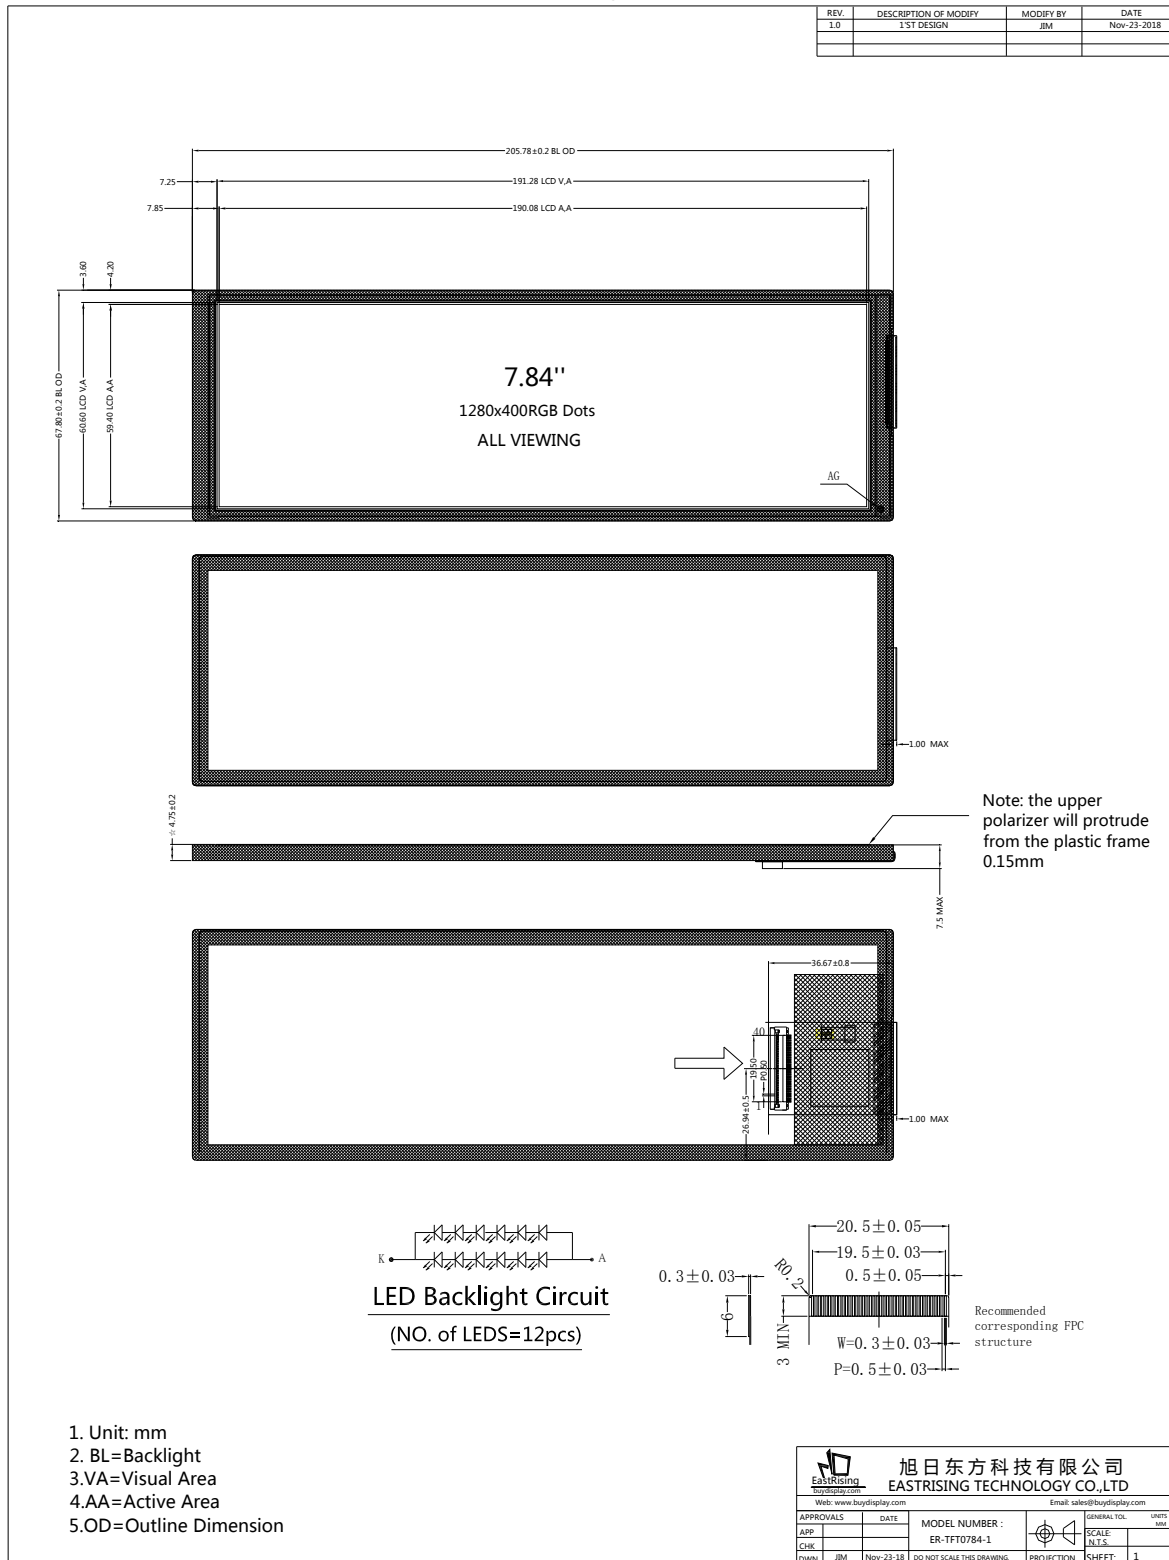 REV. DESCRIPTION OF MODIFY MODIFY BY DATE
1.0 1'ST DESIGN JIM Nov-23-2018
205.78±0.2 BL OD
7.25 191.28 LCD V,A
7.85 190.08 LCD A,A
3.60
4.20
67.80±0.2 BL OD
60.60 LCD V,A
59.40 LCD A,A
7.84''
1280x400RGB Dots
ALL VIEWING
AG
1.00 MAX
☆ 4.75±0.2
Note: the upper
polarizer will protrude
from the plastic frame
0.15mm
7.5 MAX
36.67±0.8
40
19.50
P0.50
1
26.94±0.5
1.00 MAX
K A
LED Backlight Circuit
(NO. of LEDS=12pcs)
20.5±0.05
19.5±0.03
0.3±0.03
R0.2
0.5±0.05
6
3 MIN
W=0.3±0.03
P=0.5±0.03
Recommended
corresponding FPC
structure
1. Unit: mm
2. BL=Backlight
3.VA=Visual Area
4.AA=Active Area
5.OD=Outline Dimension
EastRising
buydisplay.com
旭日东方科技有限公司
EASTRISING TECHNOLOGY CO.,LTD
Web: www.buydisplay.com Email: sales@buydisplay.com
APPROVALS DATE MODEL NUMBER : GENERAL TOL. UNITS
MM
APP ER-TFT0784-1 SCALE:
CHK N.T.S.
DWN JIM Nov-23-18 DO NOT SCALE THIS DRAWING. PROJECTION SHEET: 1